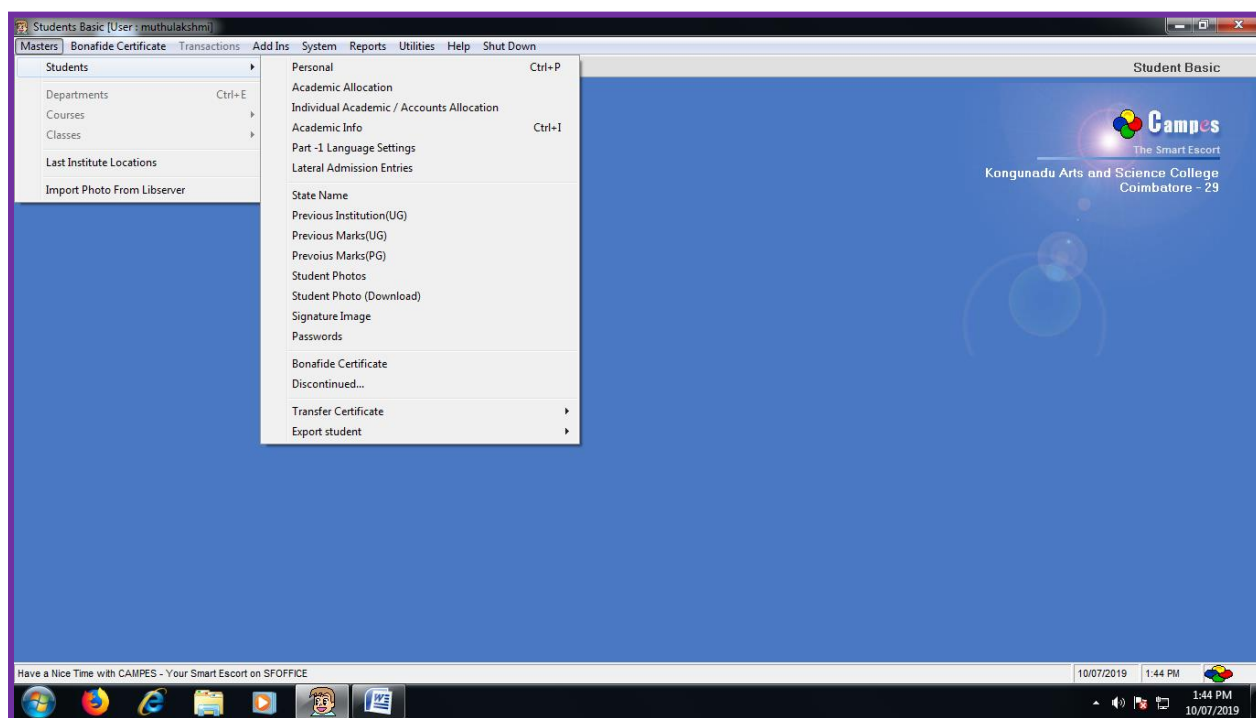 Students Basic [User : muthulakshmi]
Masters Bonafide Certificate Transactions Add Ins System Reports Utilities Help Shut Down
Students
Departments Ctrl+E
Courses
Classes
Last Institute Locations
Import Photo From Libserver
Personal Ctrl+P
Academic Allocation
Individual Academic / Accounts Allocation
Academic Info Ctrl+I
Part -1 Language Settings
Lateral Admission Entries
State Name
Previous Institution(UG)
Previous Marks(UG)
Prevoius Marks(PG)
Student Photos
Student Photo (Download)
Signature Image
Passwords
Bonafide Certificate
Discontinued...
Transfer Certificate
Export student
Student Basic
Campes
The Smart Escort
Kongunadu Arts and Science College
Coimbatore - 29
Have a Nice Time with CAMPES - Your Smart Escort on SFOFFICE
10/07/2019 1:44 PM
1:44 PM
10/07/2019